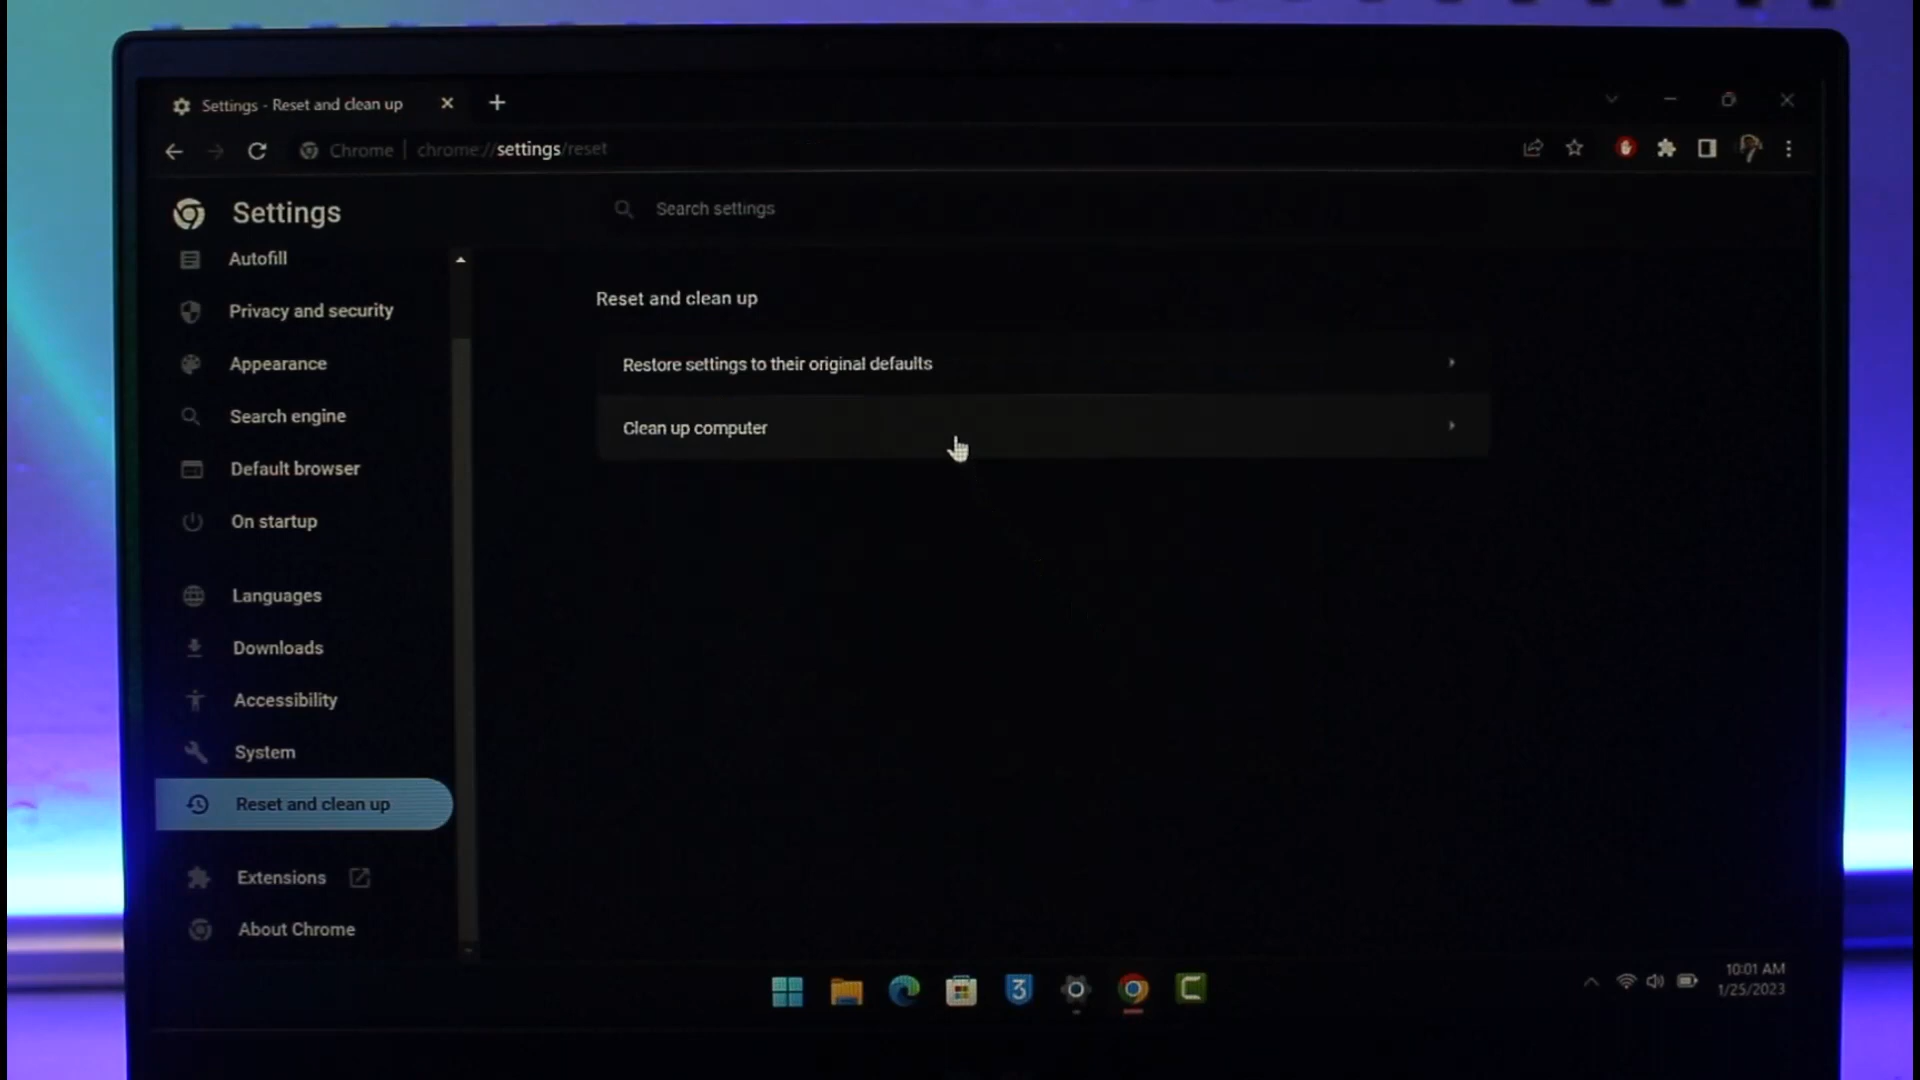 Settings - Reset and clean up
Chrome | chrome://settings/reset
Settings
Search settings
Autofill
Privacy and security
Appearance
Search engine
Default browser
On startup
Languages
Downloads
Accessibility
System
Reset and clean up
Extensions
About Chrome
Reset and clean up
Restore settings to their original defaults
Clean up computer
3
C
10:01 AM
1/25/2023